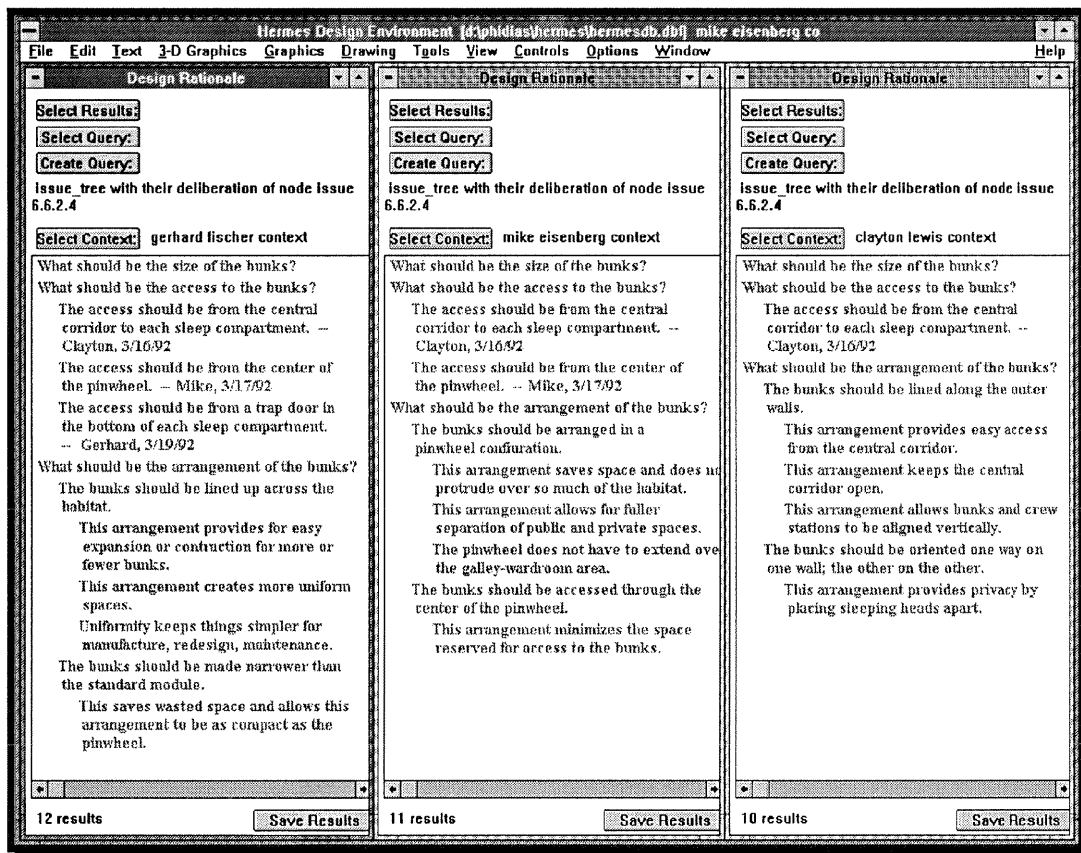 Hermes Design Environment [d:\phidias\hermes\hermesdb.dbf] mike eisenberg co
File Edit Text 3-D Graphics Graphics Drawing Tools View Controls Options Window Help
Design Rationale
Select Results:
Select Query:
Create Query:
issue_tree with their deliberation of node issue
6.6.2.4
Select Context: gerhard fischer context
What should be the size of the bunks?
What should be the access to the bunks?
The access should be from the central
corridor to each sleep compartment. --
Clayton, 3/16/92
The access should be from the center of
the pinwheel. -- Mike, 3/17/92
The access should be from a trap door in
the bottom of each sleep compartment.
-- Gerhard, 3/19/92
What should be the arrangement of the bunks?
The bunks should be lined up across the
habitat.
This arrangement provides for easy
expansion or contruction for more or
fewer bunks.
This arrangement creates more uniform
spaces.
Uniformity keeps things simpler for
manufacture, redesign, maintenance.
The bunks should be made narrower than
the standard module.
This saves wasted space and allows this
arrangement to be as compact as the
pinwheel.
12 results Save Results
Design Rationale
Select Results:
Select Query:
Create Query:
issue_tree with their deliberation of node issue
6.6.2.4
Select Context: mike eisenberg context
What should be the size of the bunks?
What should be the access to the bunks?
The access should be from the central
corridor to each sleep compartment. --
Clayton, 3/16/92
The access should be from the center of
the pinwheel. -- Mike, 3/17/92
What should be the arrangement of the bunks?
The bunks should be arranged in a
pinwheel confiuration.
This arrangement saves space and does no
protrude over so much of the habitat.
This arrangement allows for fuller
separation of public and private spaces.
The pinwheel does not have to extend ove
the galley-wardroom area.
The bunks should be accessed through the
center of the pinwheel.
This arrangement minimizes the space
reserved for access to the bunks.
11 results Save Results
Design Rationale
Select Results:
Select Query:
Create Query:
issue_tree with their deliberation of node issue
6.6.2.4
Select Context: clayton lewis context
What should be the size of the bunks?
What should be the access to the bunks?
The access should be from the central
corridor to each sleep compartment. --
Clayton, 3/16/92
What should be the arrangement of the bunks?
The bunks should be lined along the outer
walls.
This arrangement provides easy access
from the central corridor.
This arrangement keeps the central
corridor open.
This arrangement allows bunks and crew
stations to be aligned vertically.
The bunks should be oriented one way on
one wall; the other on the other.
This arrangement provides privacy by
placing sleeping heads apart.
10 results Save Results